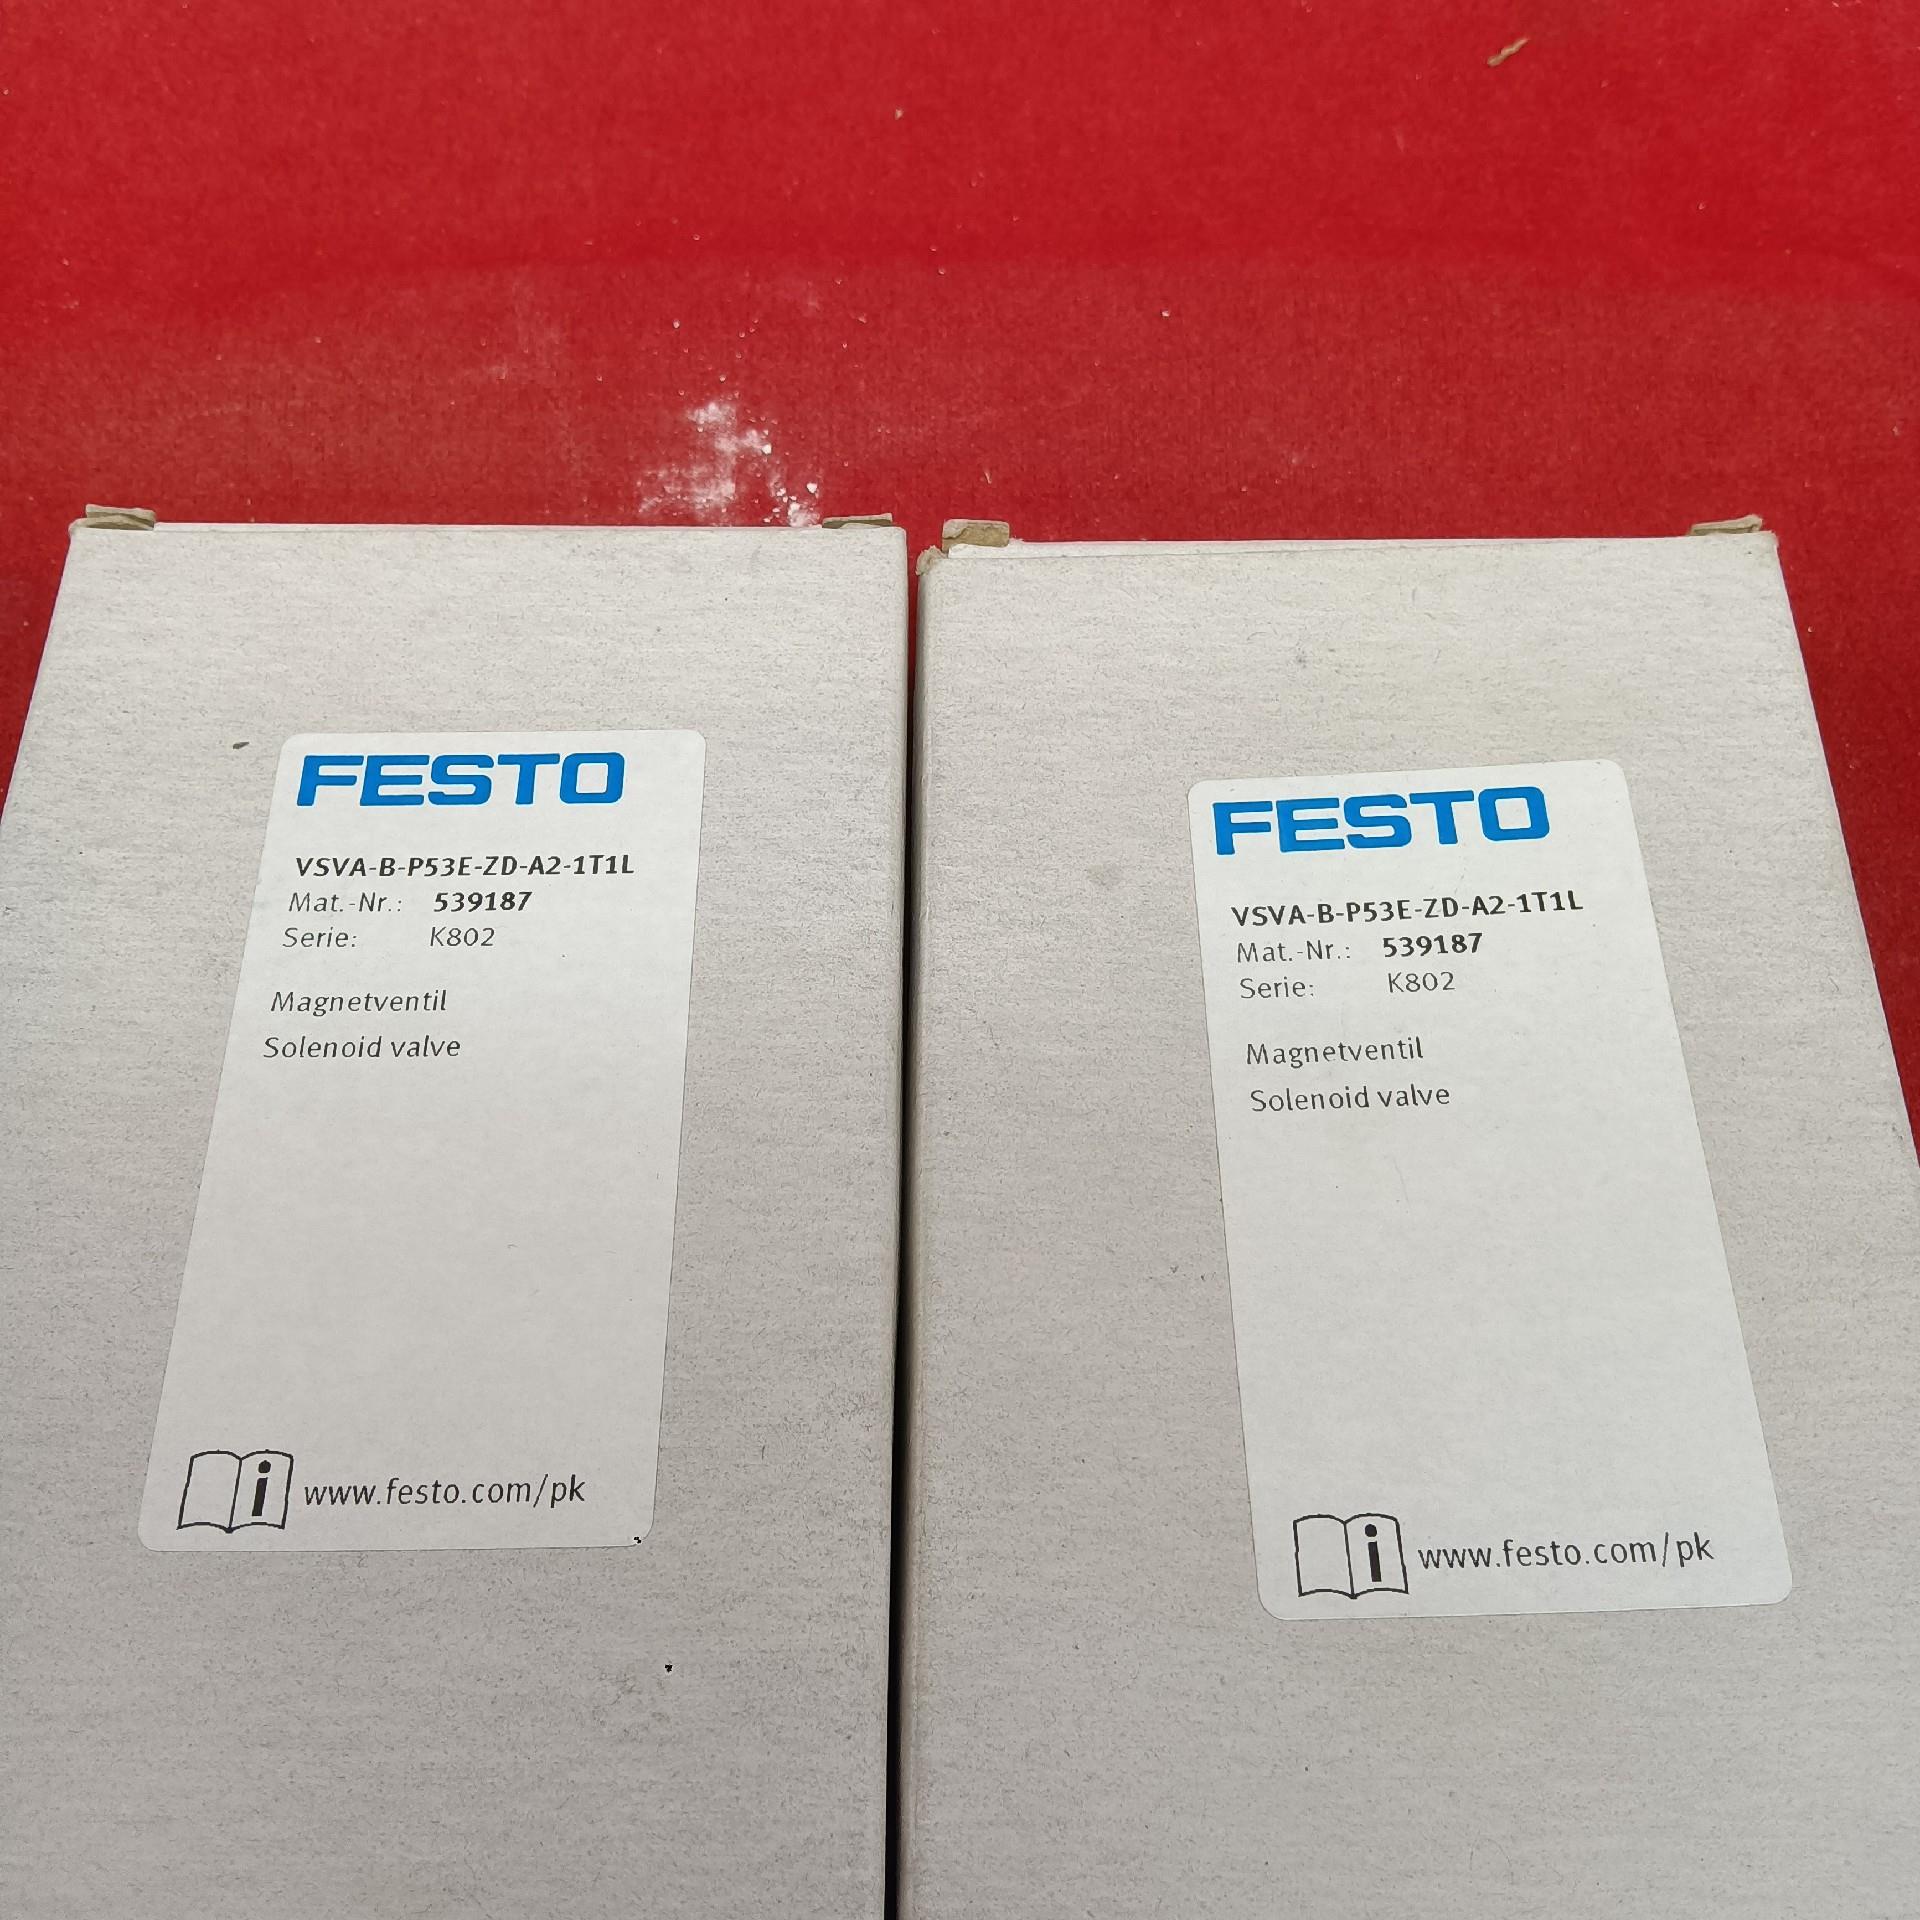 FESTO
VSVA-B-P53E-ZD-A2-1T1L
Mat.-Nr.: 539187
Serie: K802
Magnetventil
Solenoid valve
i www.festo.com/pk
FESTO
VSVA-B-P53E-ZD-A2-1T1L
Mat.-Nr.: 539187
Serie: K802
Magnetventil
Solenoid valve
i www.festo.com/pk